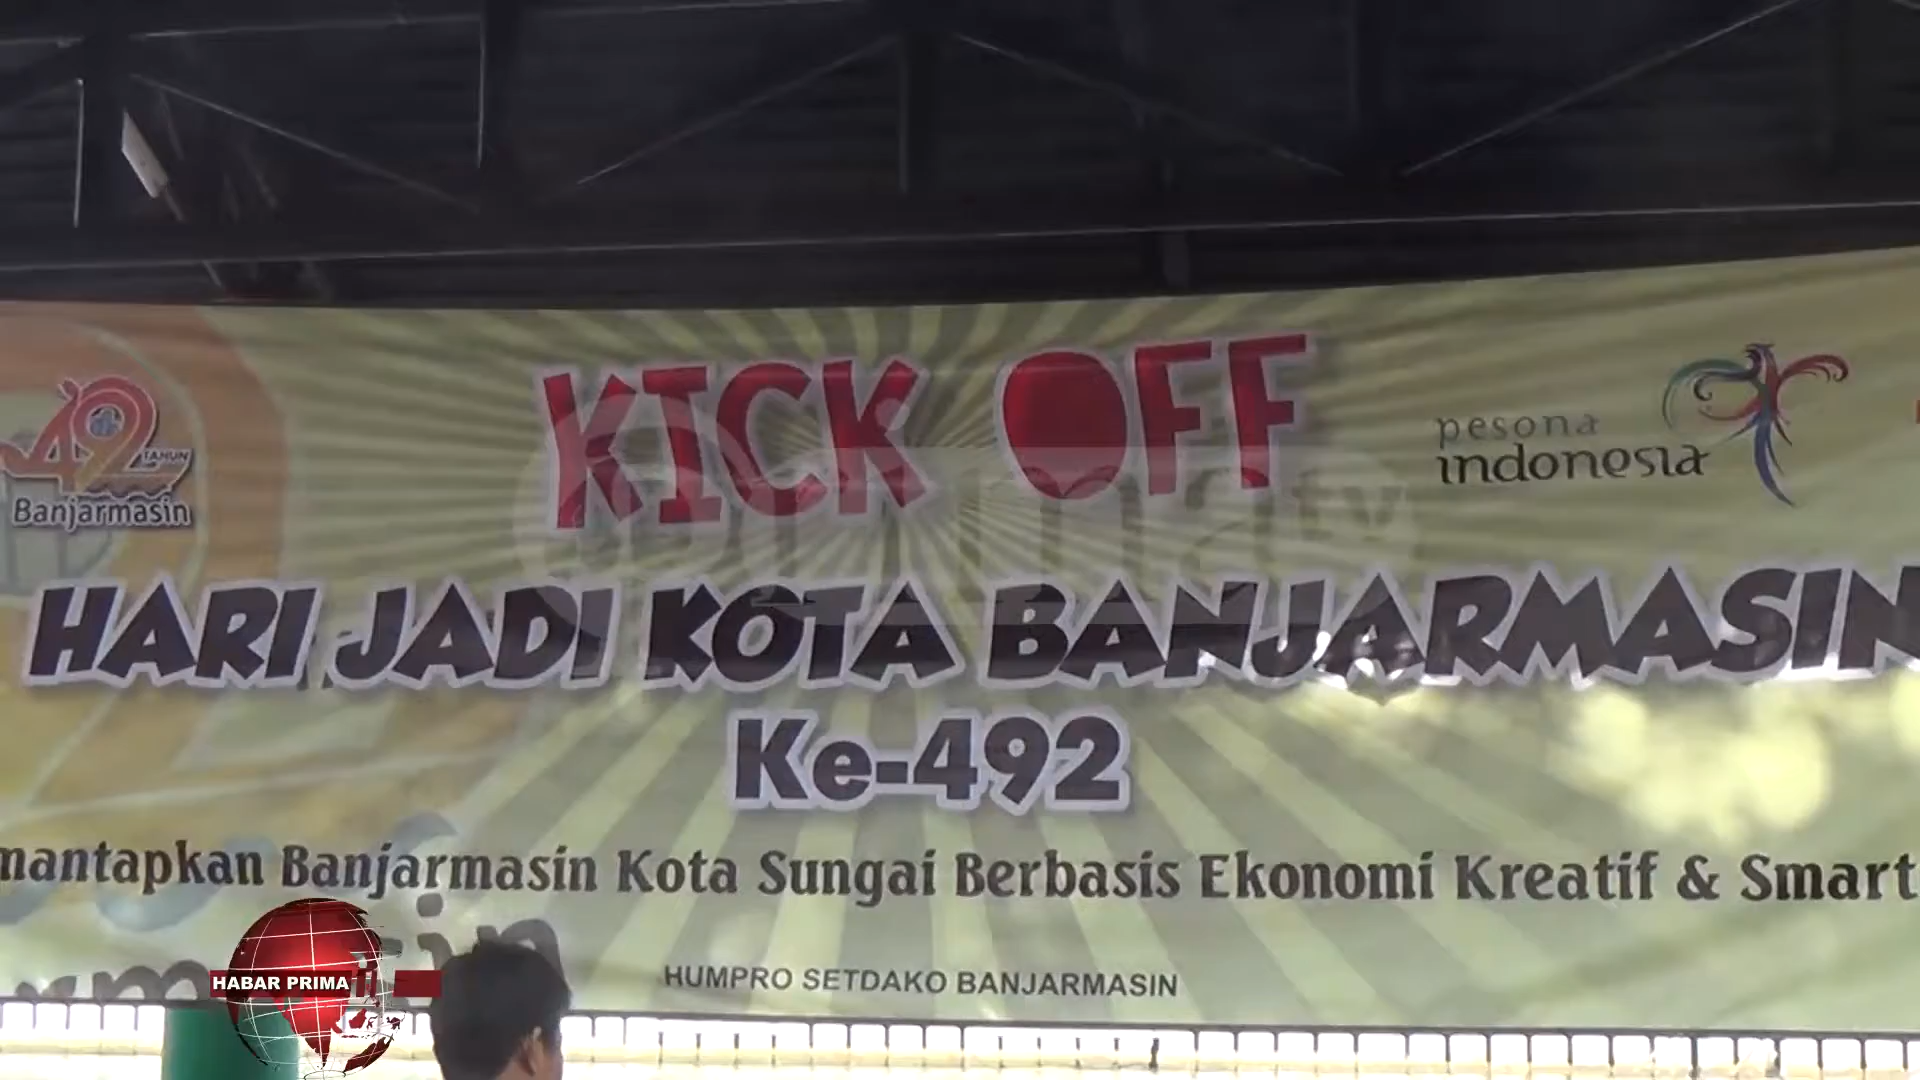 KICK OFF
492
TAHUN
Banjarmasin
pesona
indonesia
HARI JADI KOTA BANJARMASIN
Ke-492
mantapkan Banjarmasin Kota Sungai Berbasis Ekonomi Kreatif & Smart
HUMPRO SETDAKO BANJARMASIN
HABAR PRIMA